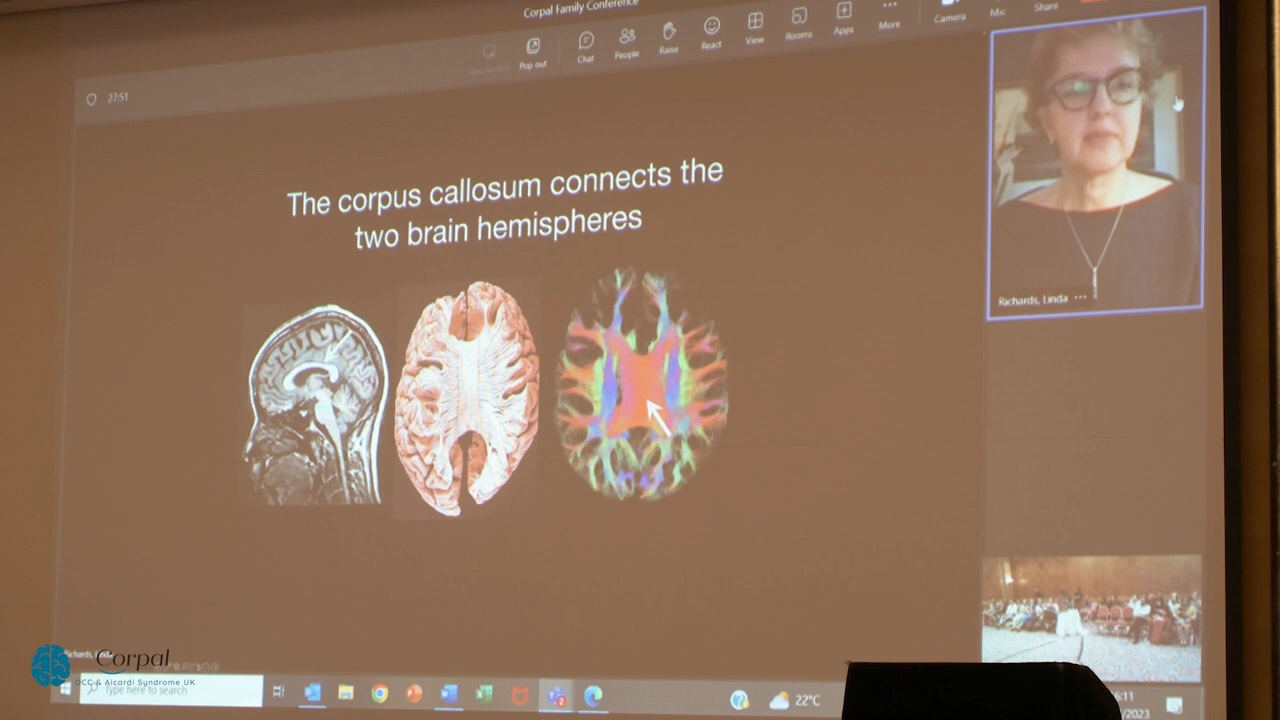 Corpal Family Conference
Pop out
Chat
People
Raise
React
View
Rooms
Apps
More
Camera
Mic
Share
27:51
The corpus callosum connects the
two brain hemispheres
Richards, Linda
Richards, Linda
Corpal
DCC & Aicardi Syndrome UK
Type here to search
22°C